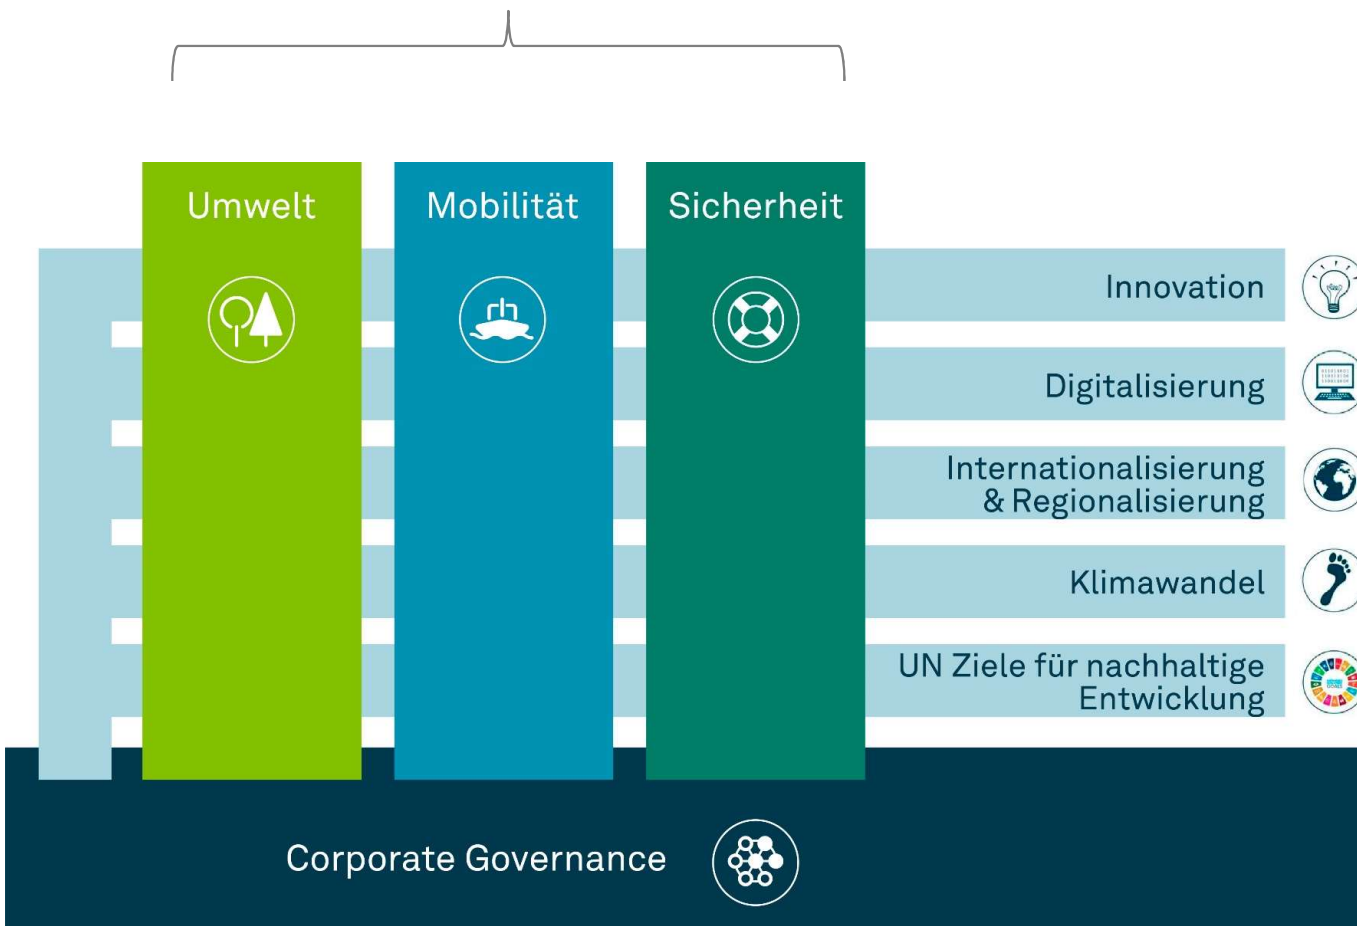 Umwelt
Mobilität
Sicherheit
Innovation
Digitalisierung
Internationalisierung
& Regionalisierung
Klimawandel
UN Ziele für nachhaltige
Entwicklung
Corporate Governance